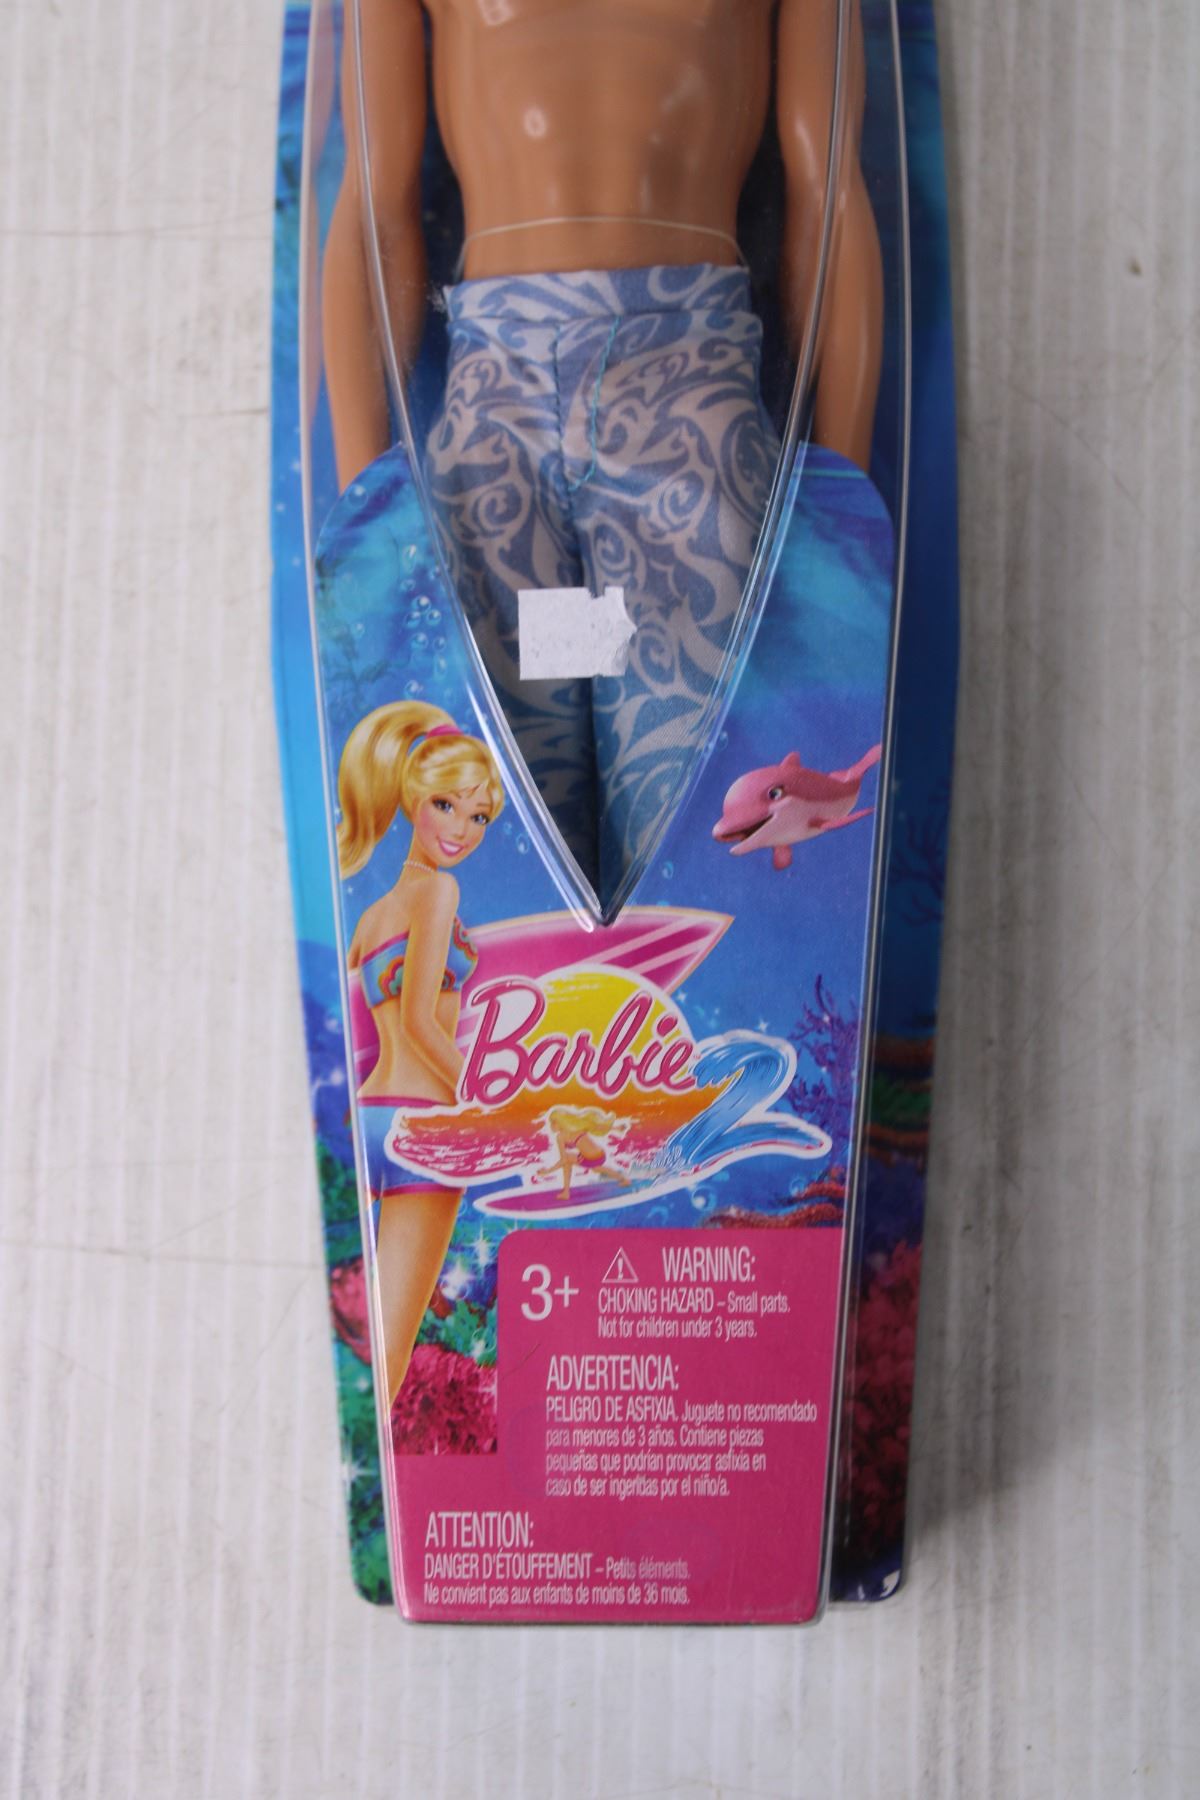 Barbie 2
3+
WARNING:
CHOKING HAZARD – Small parts.
Not for children under 3 years.
ADVERTENCIA:
PELIGRO DE ASFIXIA. Juguete no recomendado
para menores de 3 años. Contiene piezas
pequeñas que podrían provocar asfixia en
caso de ser ingeridas por el niño/a.
ATTENTION:
DANGER D'ÉTOUFFEMENT – Petits éléments.
Ne convient pas aux enfants de moins de 36 mois.